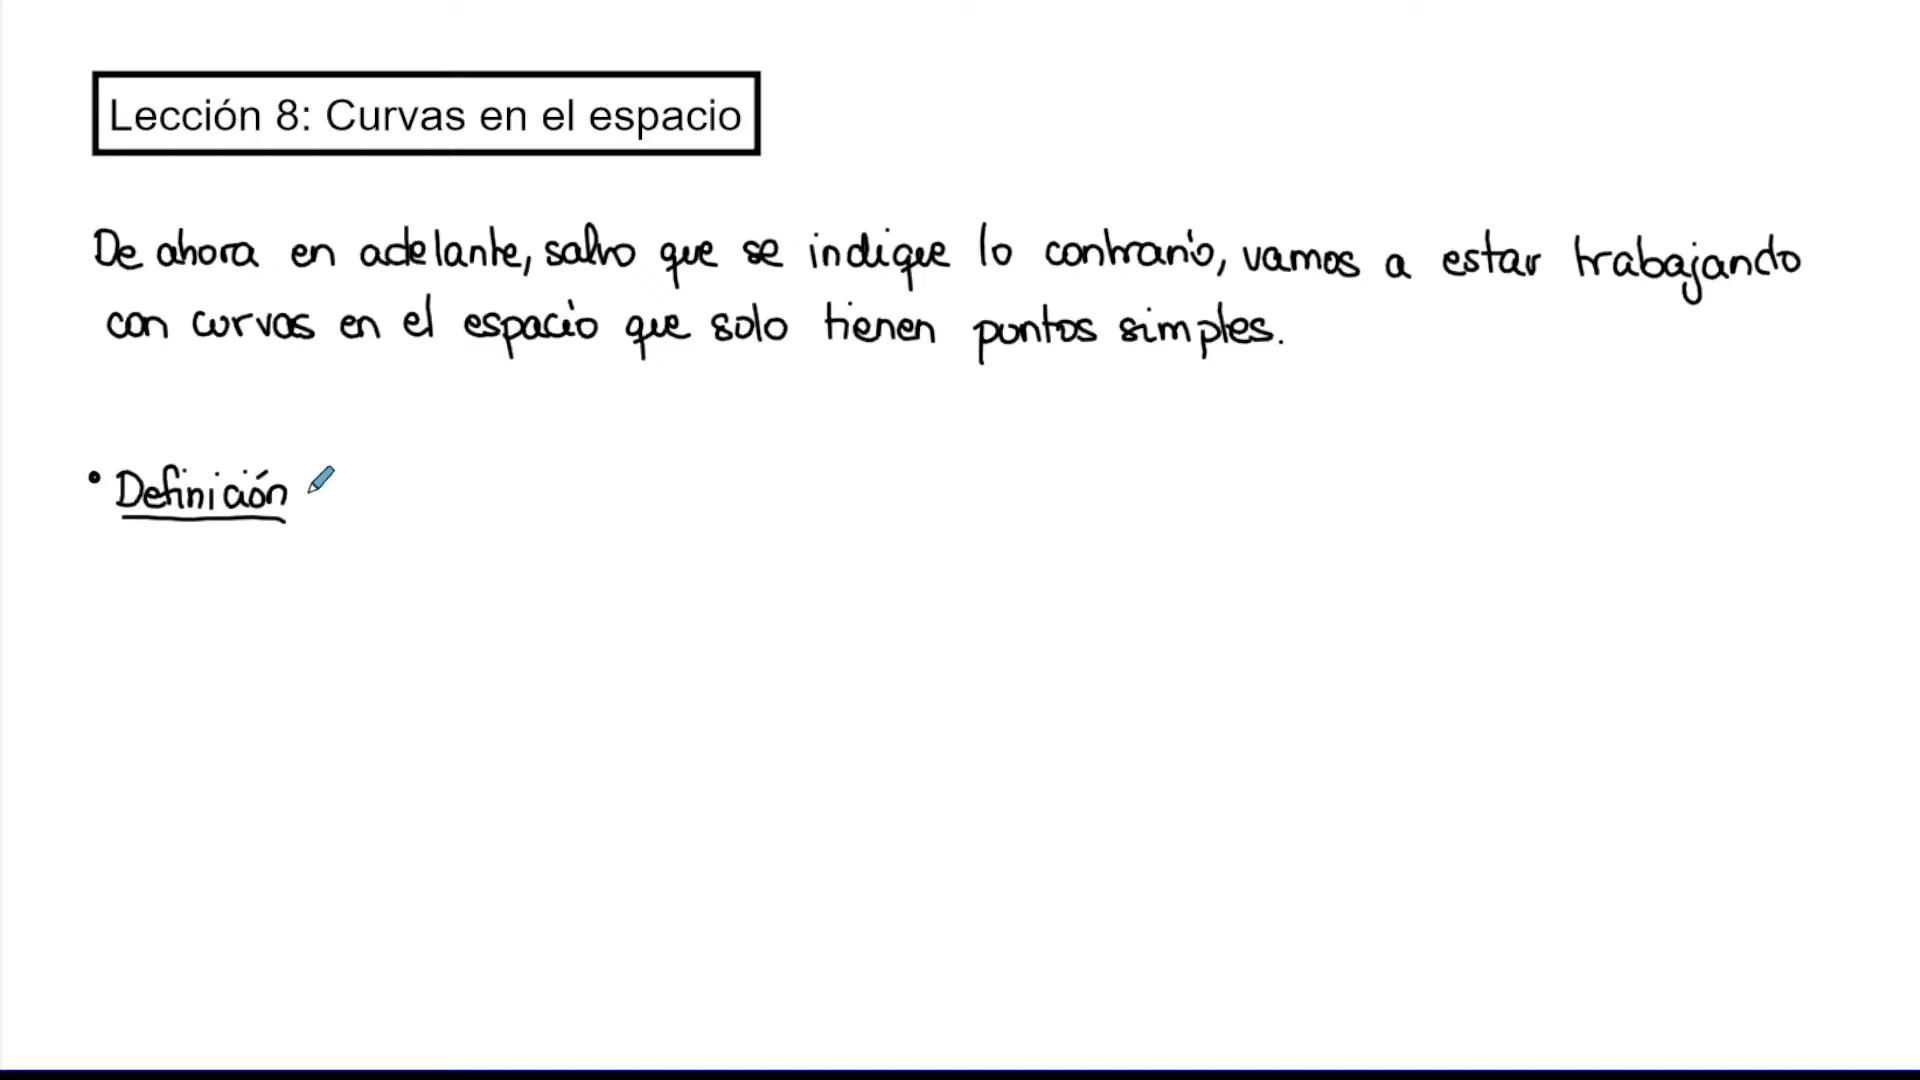 Lección 8: Curvas en el espacio
De ahora en adelante, salvo que se indique lo contrario, vamos a estar trabajando
con curvas en el espacio que solo tienen puntos simples.
• Definición